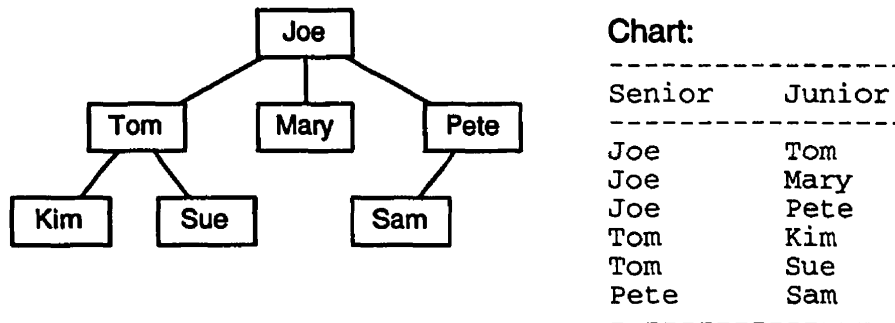 Joe
Tom Mary Pete
Kim Sue Sam
Chart:
Senior Junior
Joe Tom
Joe Mary
Joe Pete
Tom Kim
Tom Sue
Pete Sam